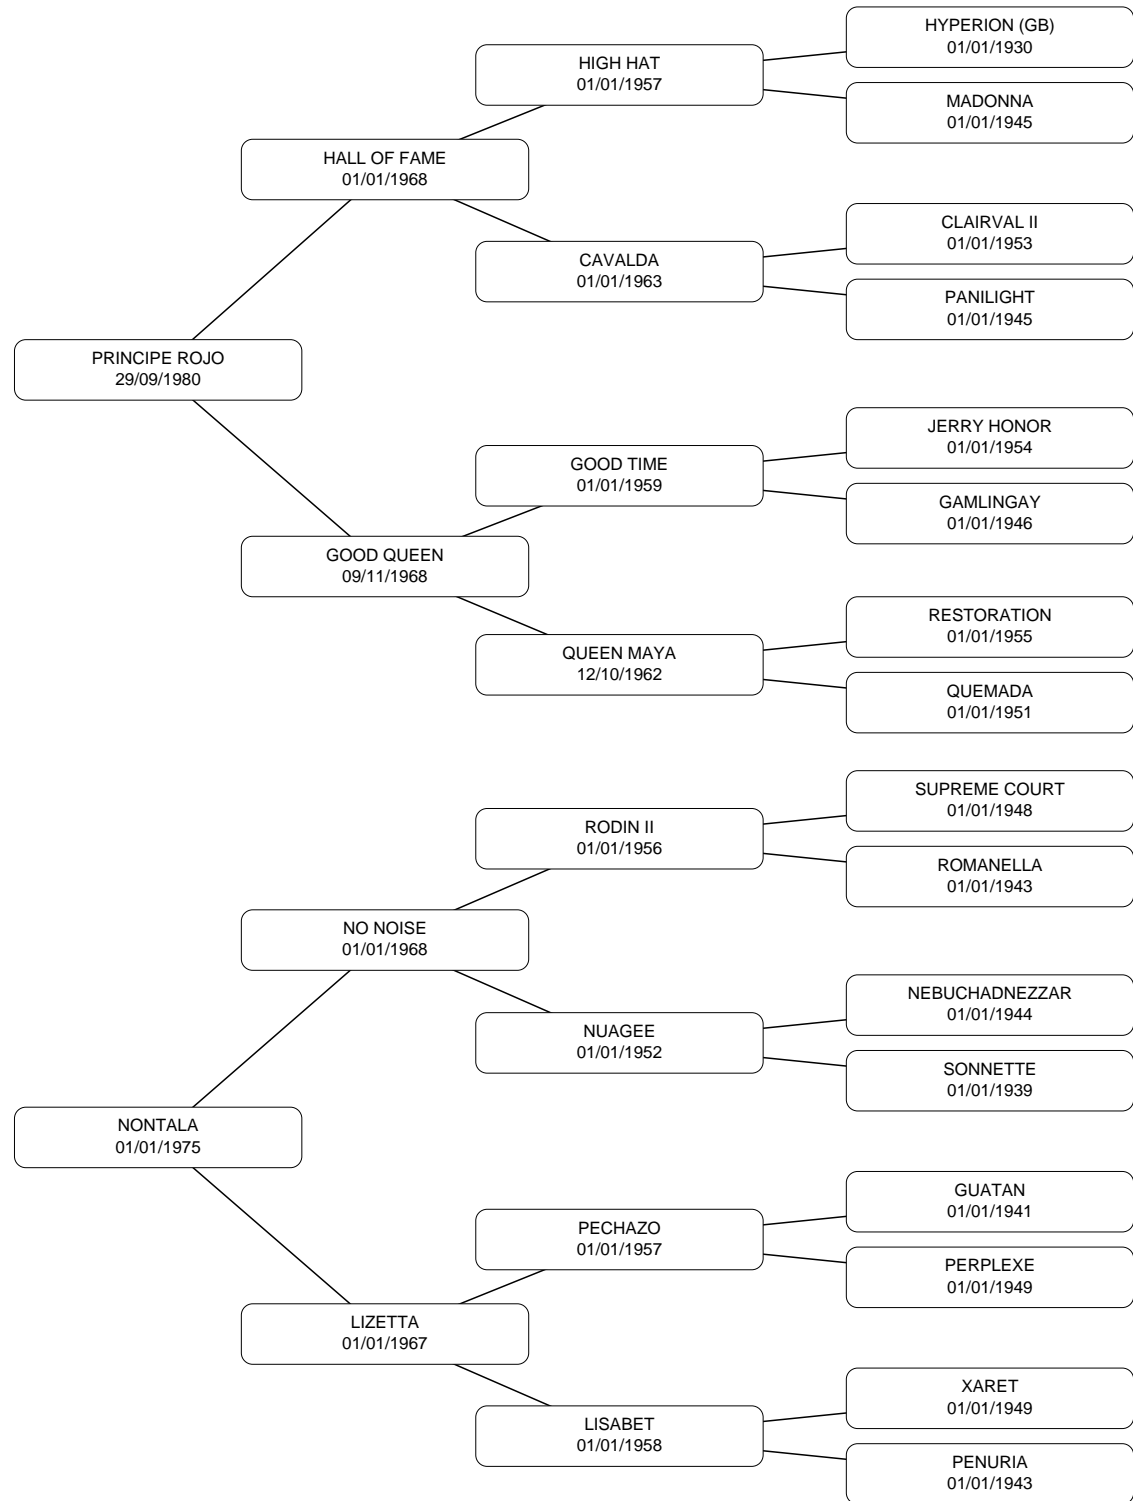 HYPERION (GB)
01/01/1930
HIGH HAT
01/01/1957
MADONNA
01/01/1945
HALL OF FAME
01/01/1968
CLAIRVAL II
01/01/1953
CAVALDA
01/01/1963
PANILIGHT
01/01/1945
PRINCIPE ROJO
29/09/1980
JERRY HONOR
01/01/1954
GOOD TIME
01/01/1959
GAMLINGAY
01/01/1946
GOOD QUEEN
09/11/1968
RESTORATION
01/01/1955
QUEEN MAYA
12/10/1962
QUEMADA
01/01/1951
SUPREME COURT
01/01/1948
RODIN II
01/01/1956
ROMANELLA
01/01/1943
NO NOISE
01/01/1968
NEBUCHADNEZZAR
01/01/1944
NUAGEE
01/01/1952
SONNETTE
01/01/1939
NONTALA
01/01/1975
GUATAN
01/01/1941
PECHAZO
01/01/1957
PERPLEXE
01/01/1949
LIZETTA
01/01/1967
XARET
01/01/1949
LISABET
01/01/1958
PENURIA
01/01/1943